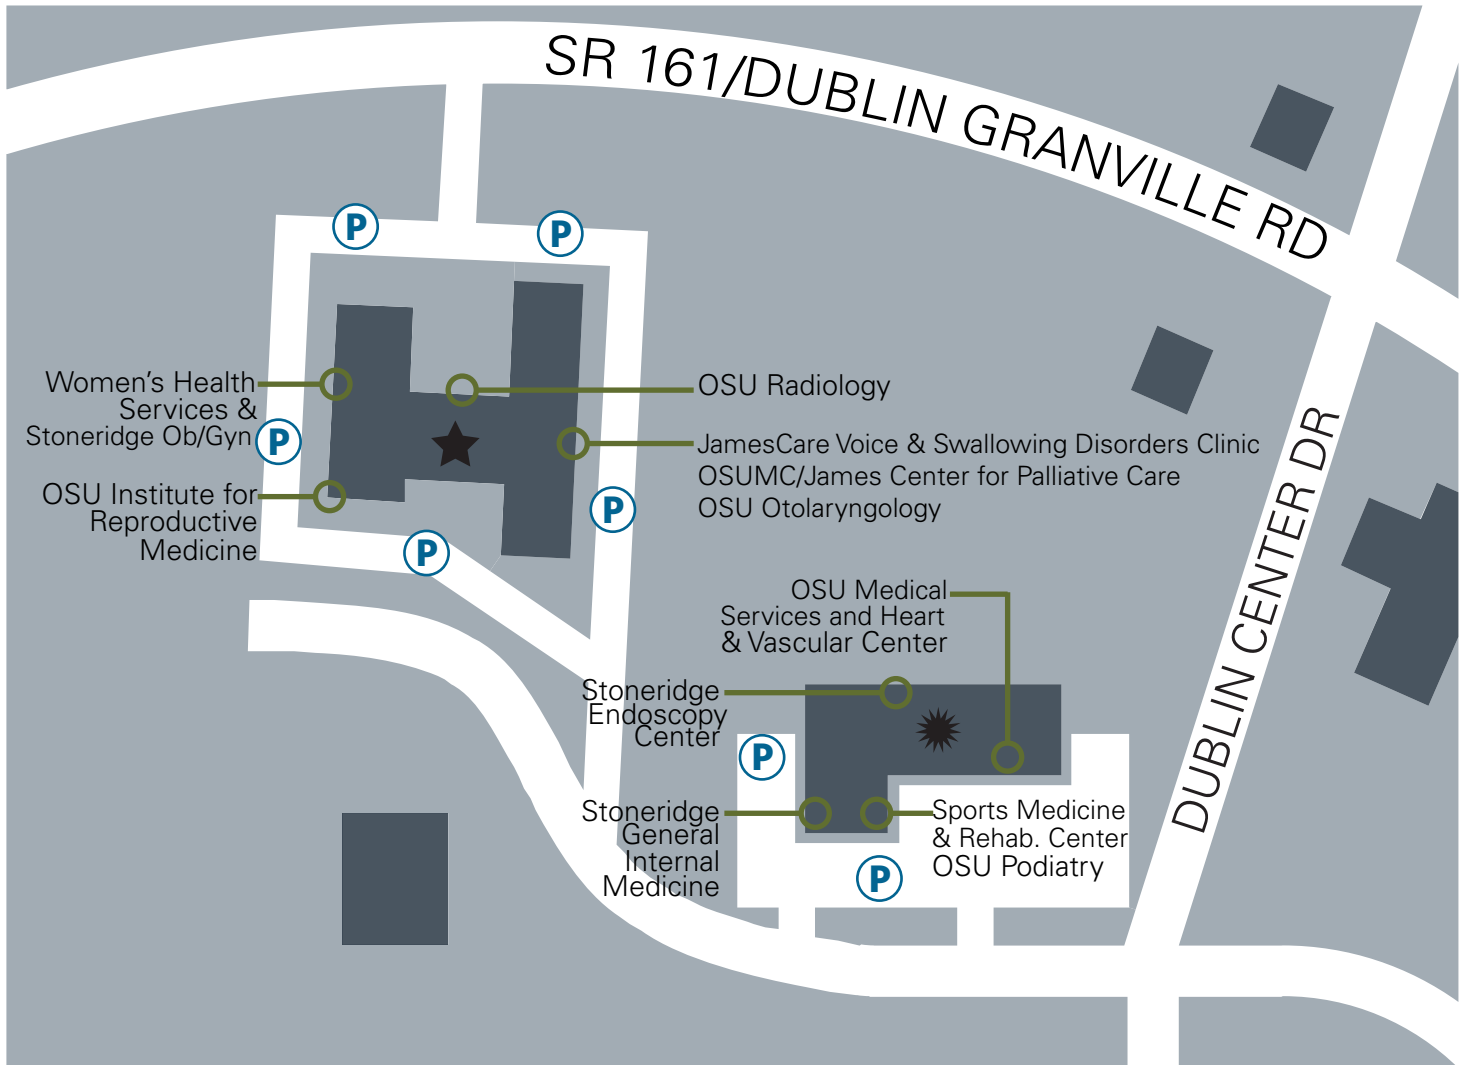 SR 161/DUBLIN GRANVILLE RD
P
P
Women's Health
Services &
Stoneridge Ob/Gyn
P
OSU Institute for
Reproductive
Medicine
P
OSU Radiology
JamesCare Voice & Swallowing Disorders Clinic
OSUMC/James Center for Palliative Care
OSU Otolaryngology
P
DUBLIN CENTER DR
OSU Medical
Services and Heart
& Vascular Center
Stoneridge
Endoscopy
Center
P
Stoneridge
General
Internal
Medicine
Sports Medicine
& Rehab. Center
OSU Podiatry
P